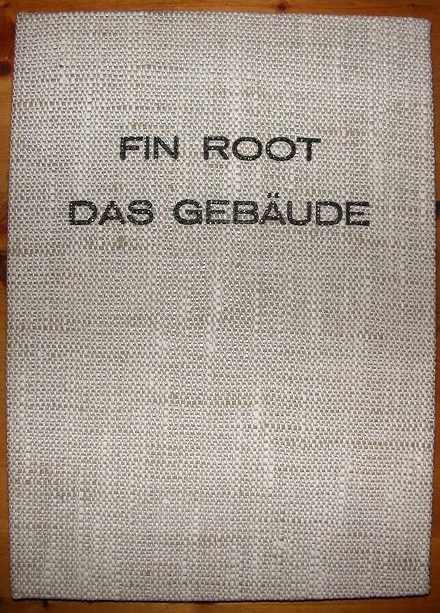 FIN ROOT
DAS GEBÄUDE